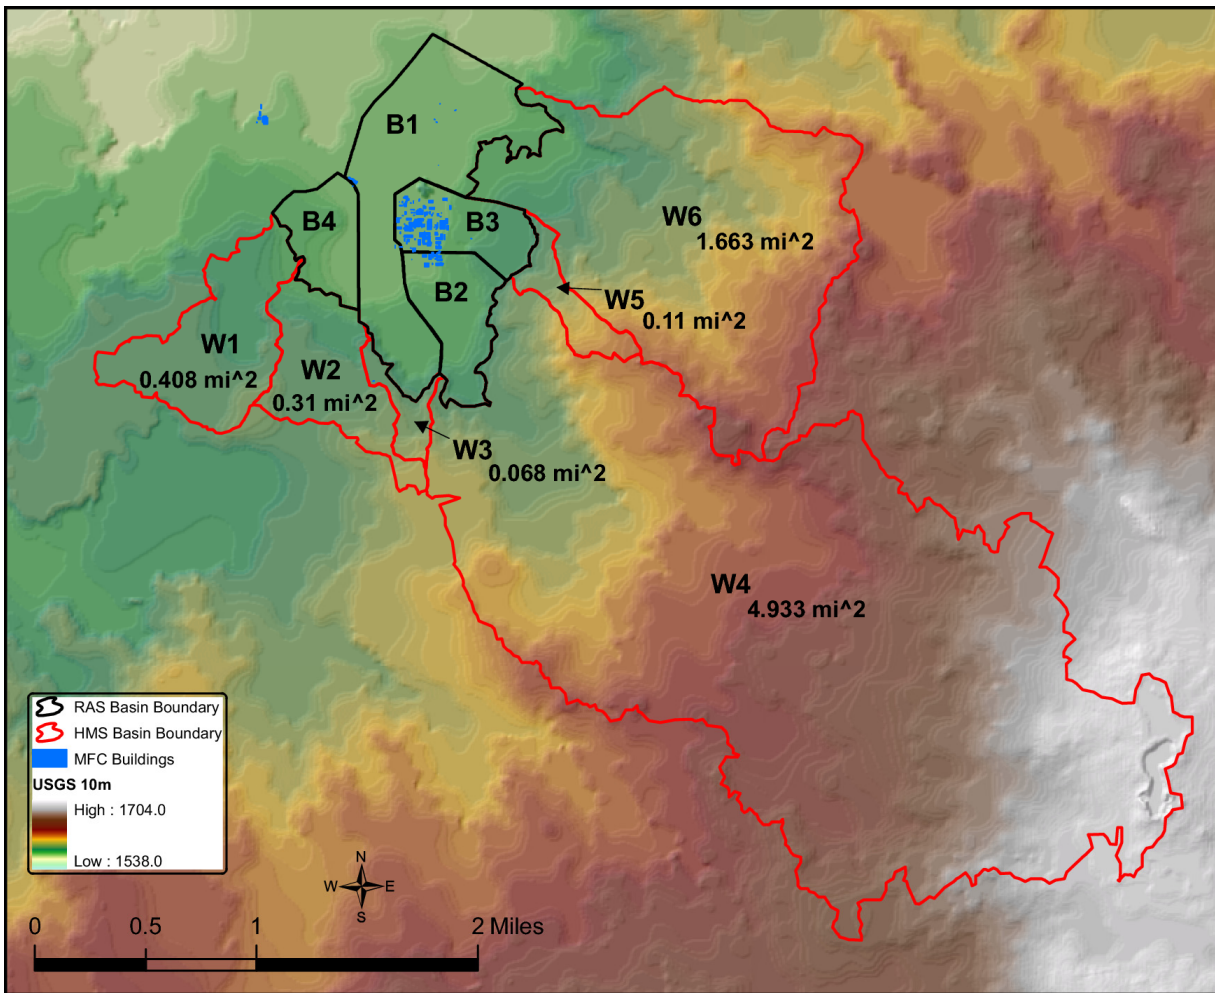 B1
B4
B3
W6
1.663 mi^2
B2
W5
0.11 mi^2
W1
0.408 mi^2
W2
0.31 mi^2
W3
0.068 mi^2
W4
4.933 mi^2
RAS Basin Boundary
HMS Basin Boundary
MFC Buildings
USGS 10m
High : 1704.0
Low : 1538.0
N
W E
S
0 0.5 1 2 Miles